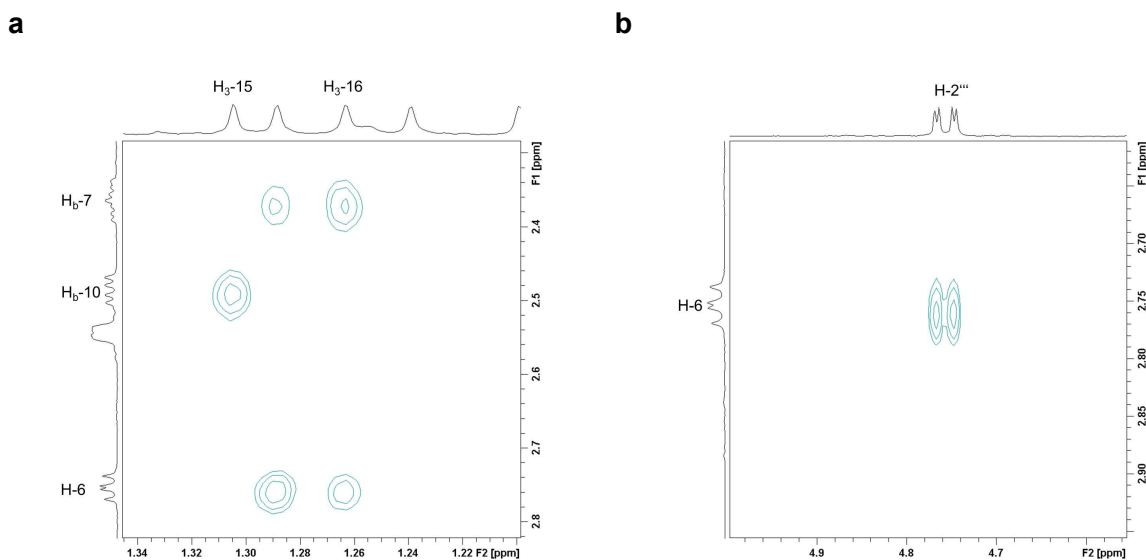 a
b
H₃-15
H₃-16
H-2‴
F1 [ppm]
Hb-7
2.4
Hb-10
2.5
2.6
2.7
H-6
2.8
1.34
1.32
1.30
1.28
1.26
1.24
1.22
F2 [ppm]
F1 [ppm]
2.70
2.75
H-6
2.80
2.85
2.90
4.9
4.8
4.7
F2 [ppm]